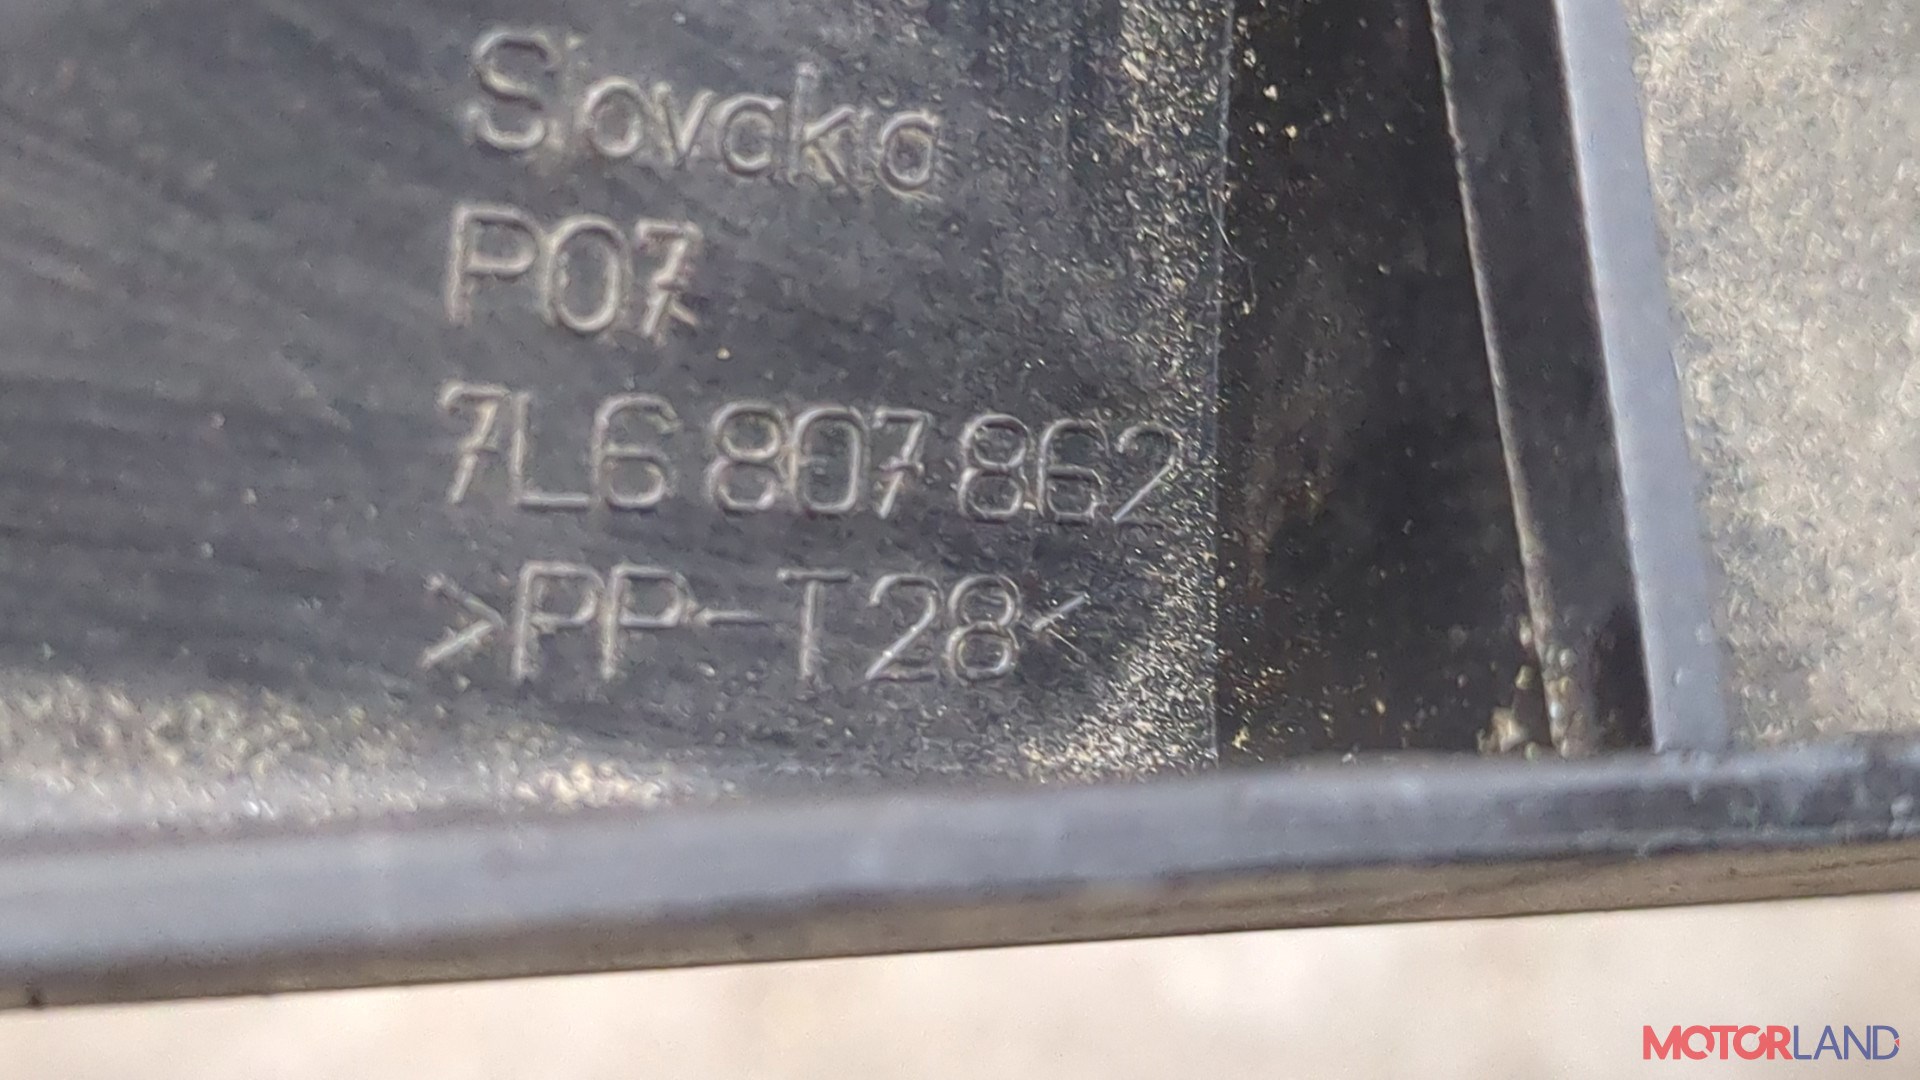 Slovakia
P07
7L6 807 862
>PP-T28<
MOTORLAND